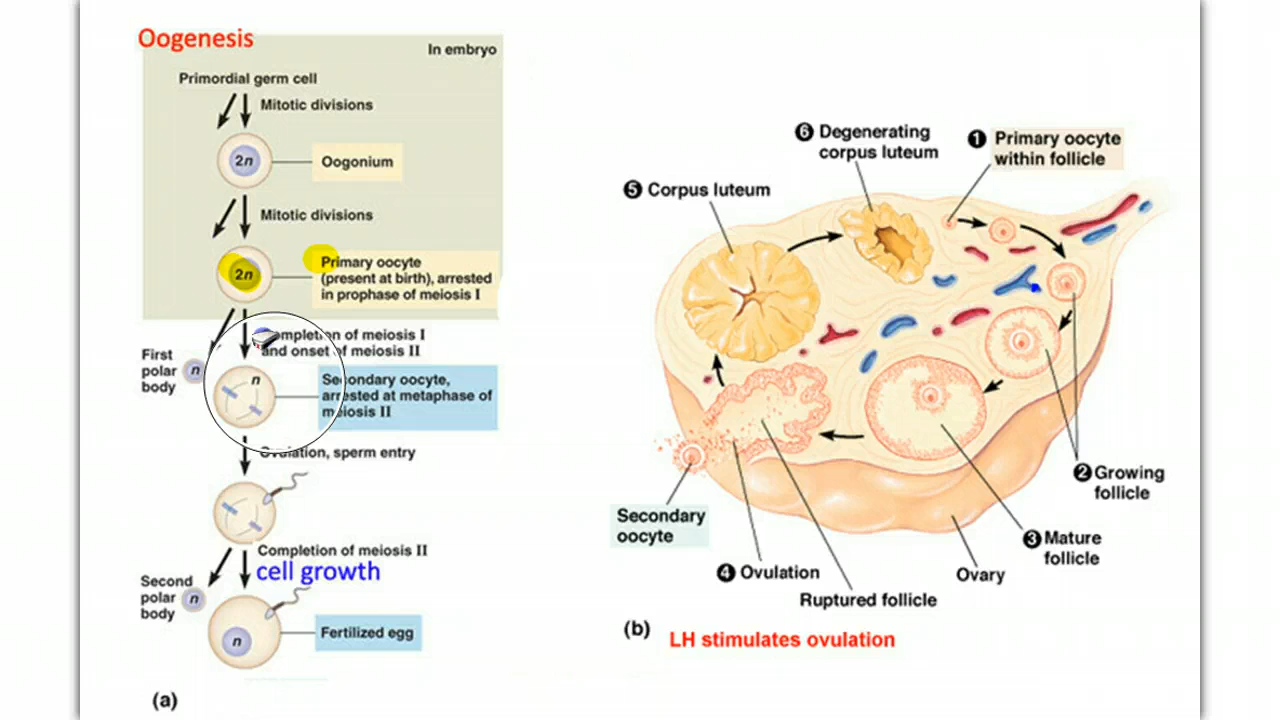 Oogenesis
In embryo
Primordial germ cell
Mitotic divisions
2n
Oogonium
Mitotic divisions
2n
Primary oocyte
(present at birth), arrested
in prophase of meiosis I
Completion of meiosis I
and onset of meiosis II
First
polar
body
n
n
Secondary oocyte,
arrested at metaphase of
meiosis II
Ovulation, sperm entry
Completion of meiosis II
cell growth
Second
polar
body
n
n
Fertilized egg
(a)
6 Degenerating
corpus luteum
1 Primary oocyte
within follicle
5 Corpus luteum
2 Growing
follicle
Secondary
oocyte
3 Mature
follicle
4 Ovulation
Ovary
Ruptured follicle
(b)
LH stimulates ovulation